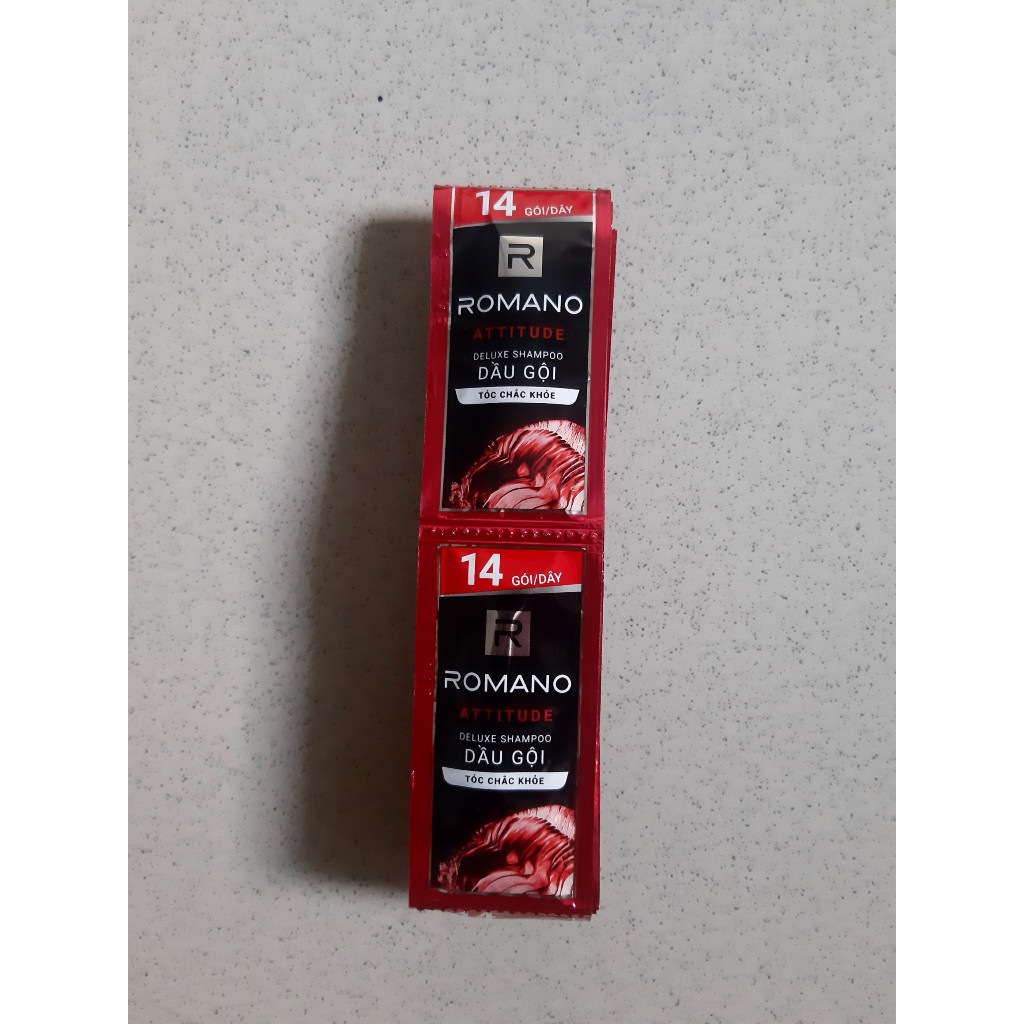 14 GÓI/DÂY
R
ROMANO
ATTITUDE
DELUXE SHAMPOO
DẦU GỘI
TÓC CHẮC KHỎE
14 GÓI/DÂY
R
ROMANO
ATTITUDE
DELUXE SHAMPOO
DẦU GỘI
TÓC CHẮC KHỎE